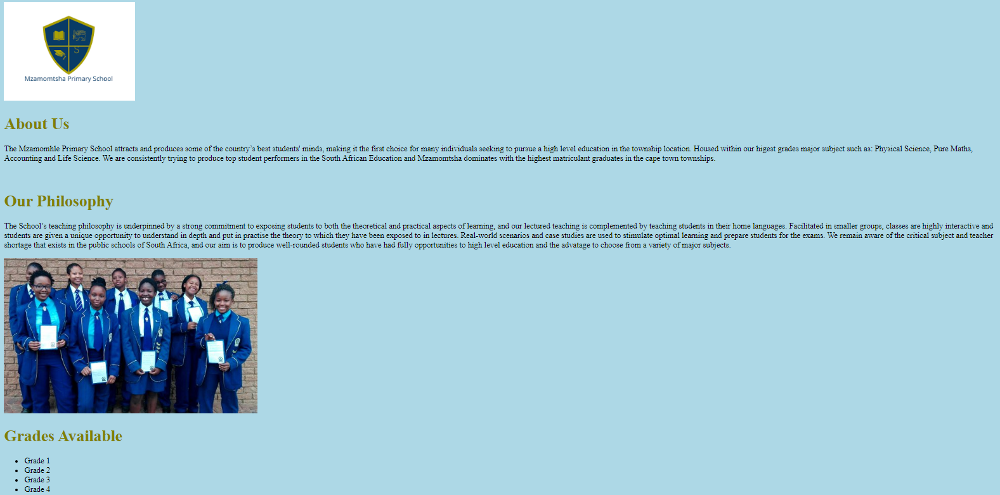 S
Mzamomtsha Primary School
About Us
The Mzamomhle Primary School attracts and produces some of the country’s best students' minds, making it the first choice for many individuals seeking to pursue a high level education in the township location. Housed within our higest grades major subject such as: Physical Science, Pure Maths,
Accounting and Life Science. We are consistently trying to produce top student performers in the South African Education and Mzamomtsha dominates with the highest matriculant graduates in the cape town townships.
Our Philosophy
The School’s teaching philosophy is underpinned by a strong commitment to exposing students to both the theoretical and practical aspects of learning, and our lectured teaching is complemented by teaching students in their home languages. Facilitated in smaller groups, classes are highly interactive and
students are given a unique opportunity to understand in depth and put in practise the theory to which they have been exposed to in lectures. Real-world scenarios and case studies are used to stimulate optimal learning and prepare students for the exams. We remain aware of the critical subject and teacher
shortage that exists in the public schools of South Africa, and our aim is to produce well-rounded students who have had fully opportunities to high level education and the advatage to choose from a variety of major subjects.
Grades Available
• Grade 1
• Grade 2
• Grade 3
• Grade 4